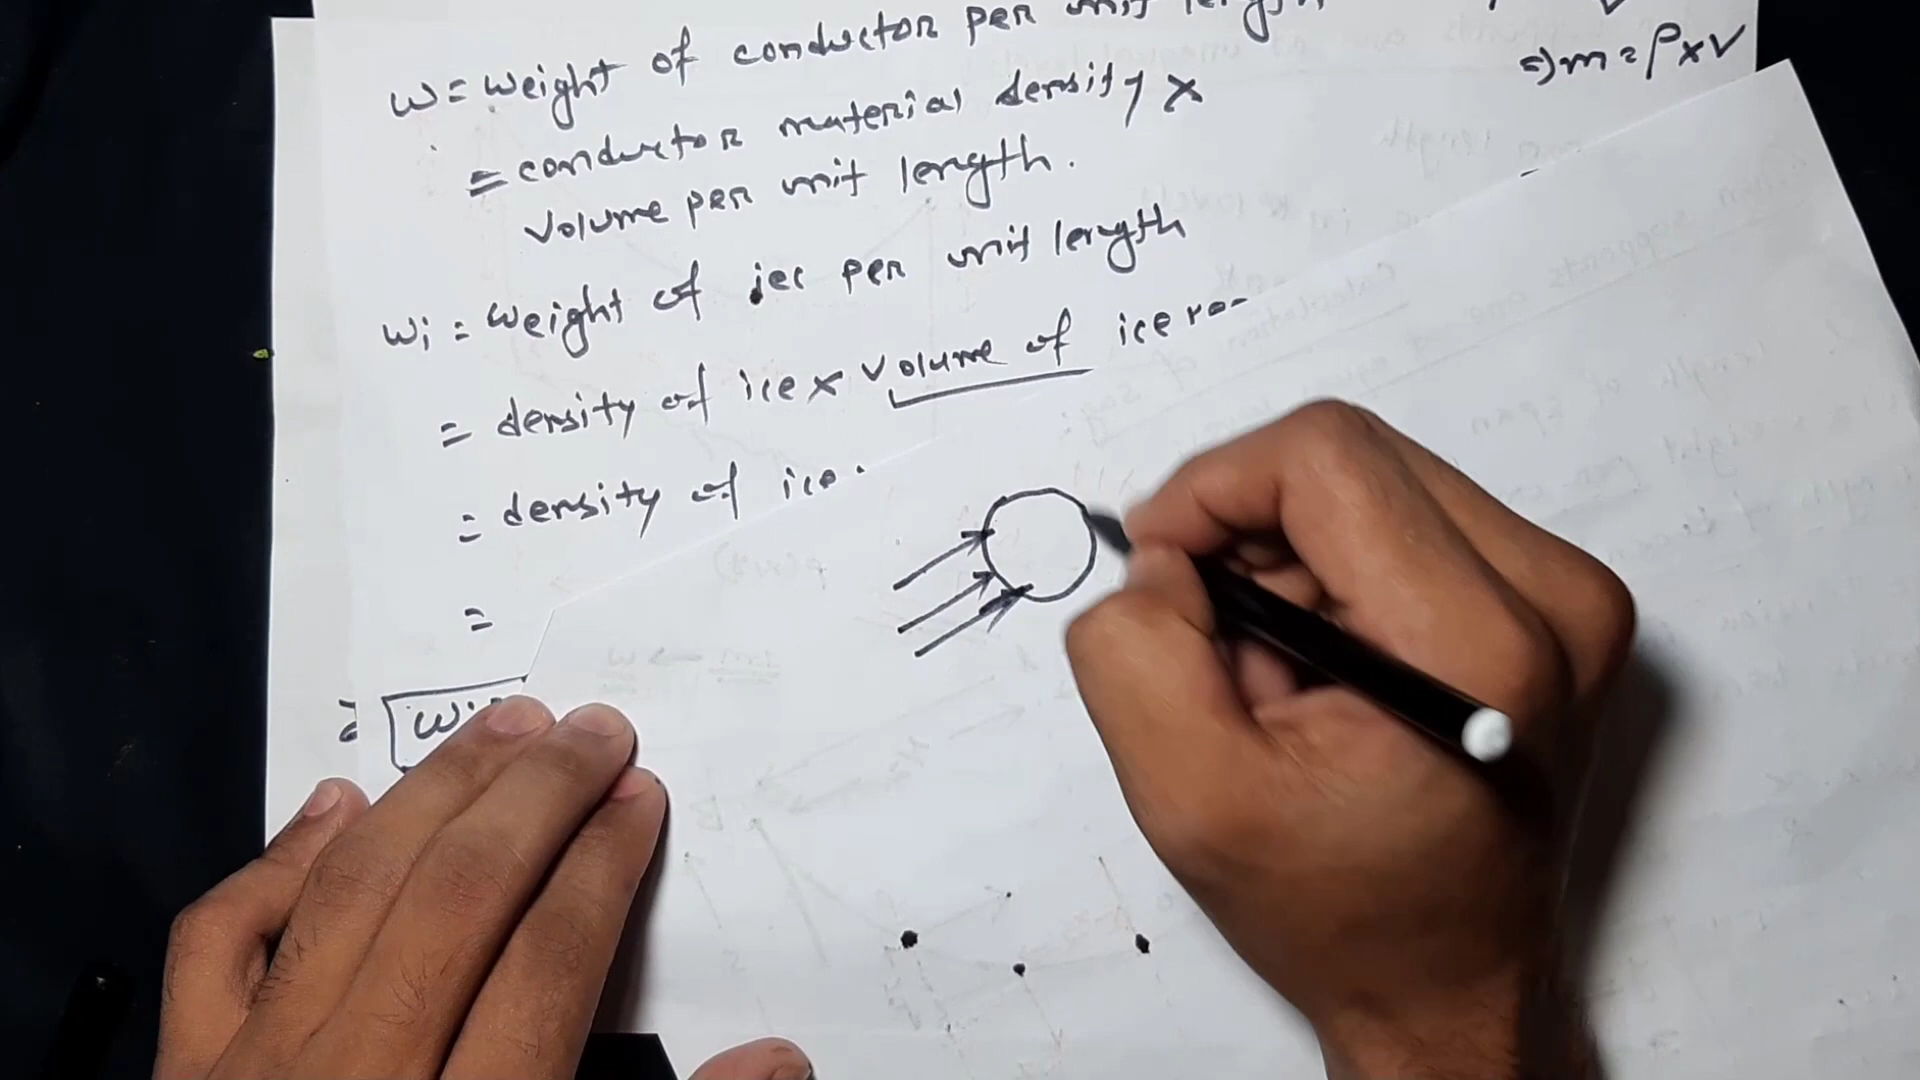 w = weight of conductor per unit length
⇒ m = ρ x v
= conductor material density x
volume per unit length.
wi = weight of iec per unit length
= density of ice x volume of ice
= density of ice
=